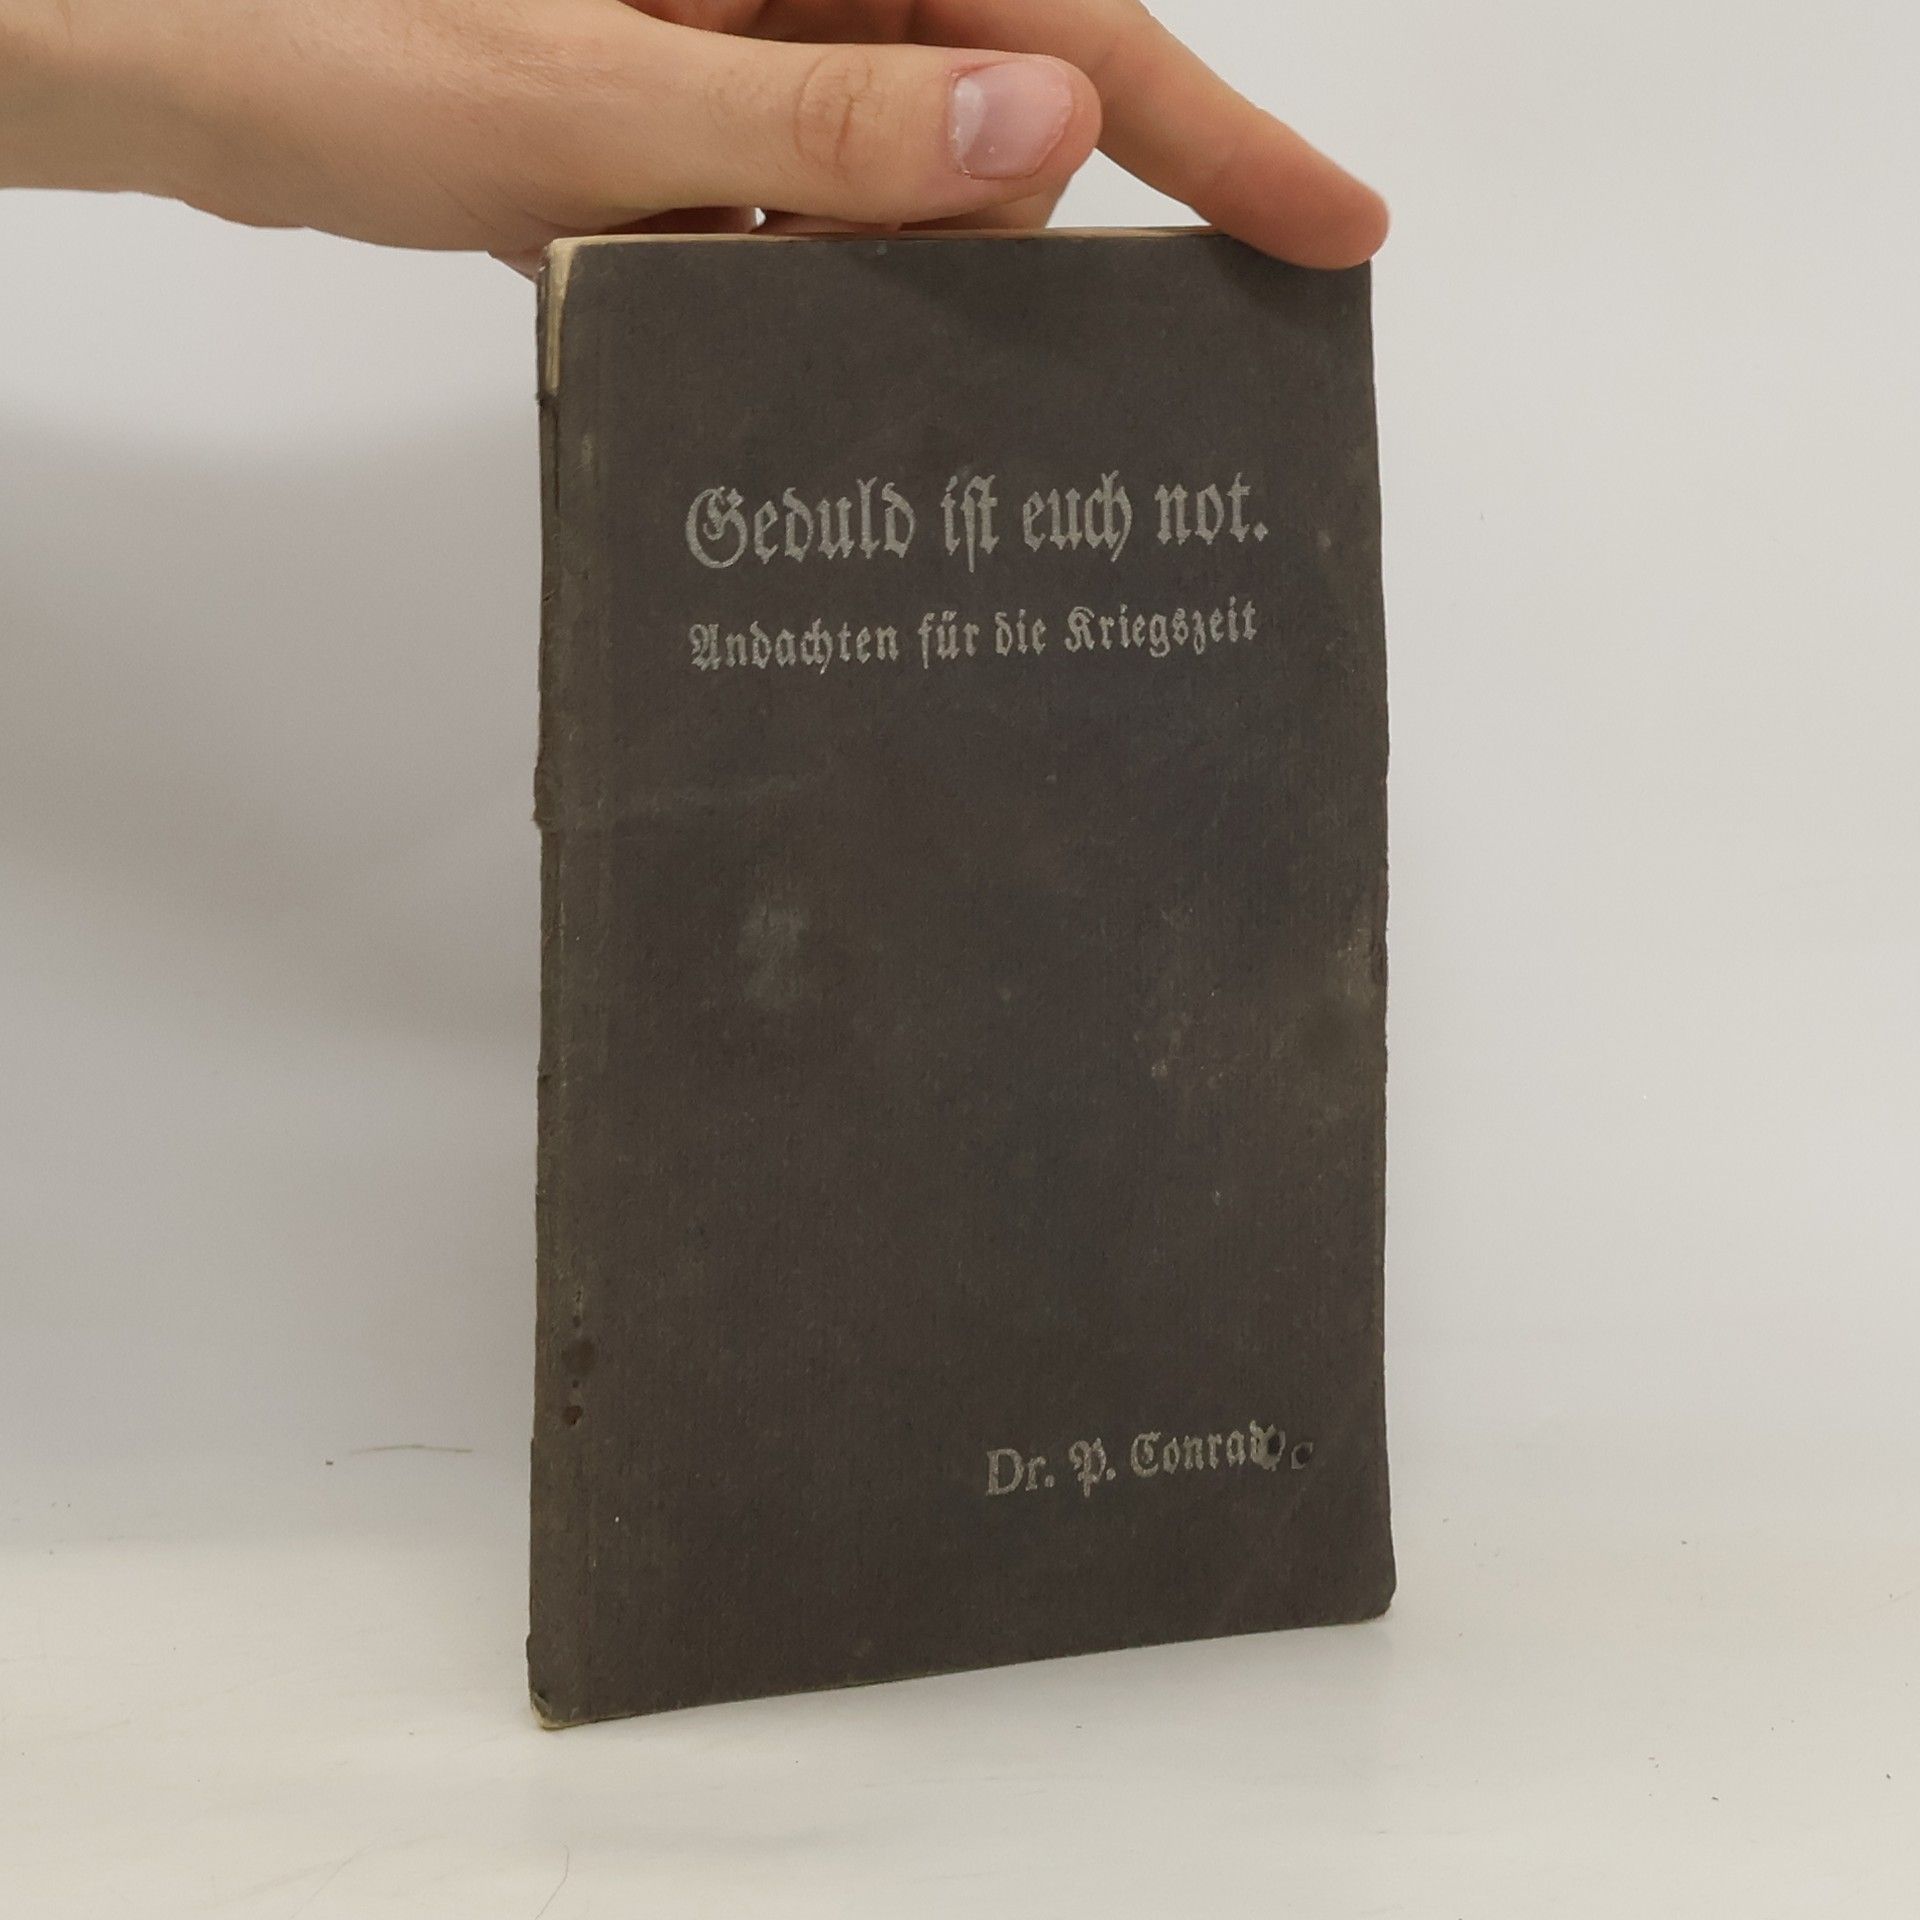 Geduld ist euch not.
Andachten für die Kriegszeit
Dr. P. Conrad.